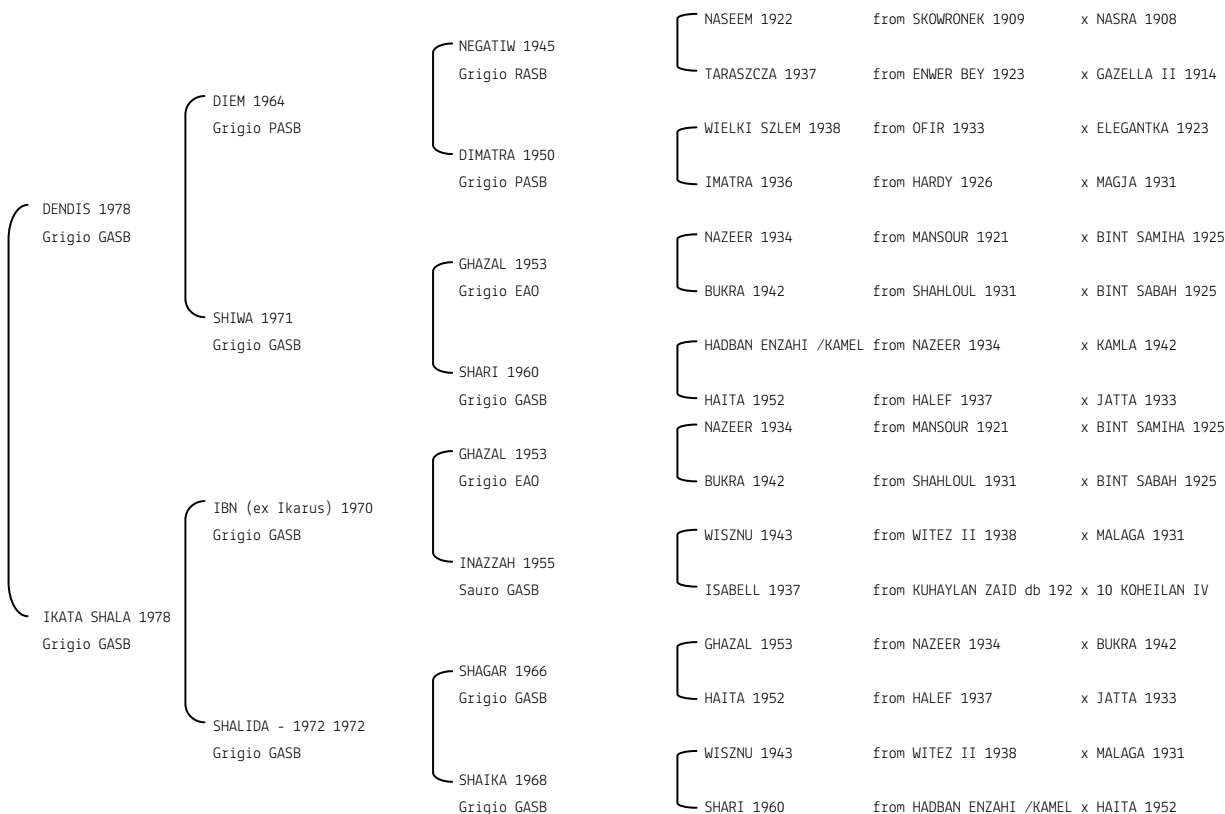 NASEEM 1922 from SKOWRONEK 1909 x NASRA 1908
NEGATIW 1945
Grigio RASB
TARASZCZA 1937 from ENWER BEY 1923 x GAZELLA II 1914
DIEM 1964
Grigio PASB
WIELKI SZLEM 1938 from OFIR 1933 x ELEGANTKA 1923
DIMATRA 1950
Grigio PASB
IMATRA 1936 from HARDY 1926 x MAGJA 1931
DENDIS 1978
Grigio GASB
NAZEER 1934 from MANSOUR 1921 x BINT SAMIHA 1925
GHAZAL 1953
Grigio EAO
BUKRA 1942 from SHAHLOUL 1931 x BINT SABAH 1925
SHIWA 1971
Grigio GASB
HADBAN ENZAHI /KAMEL from NAZEER 1934 x KAMLA 1942
SHARI 1960
Grigio GASB
HAITA 1952 from HALEF 1937 x JATTA 1933
NAZEER 1934 from MANSOUR 1921 x BINT SAMIHA 1925
GHAZAL 1953
Grigio EAO
BUKRA 1942 from SHAHLOUL 1931 x BINT SABAH 1925
IBN (ex Ikarus) 1970
Grigio GASB
WISZNU 1943 from WITEZ II 1938 x MALAGA 1931
INAZZAH 1955
Sauro GASB
ISABELL 1937 from KUHAYLAN ZAID db 192 x 10 KOHEILAN IV
IKATA SHALA 1978
Grigio GASB
GHAZAL 1953 from NAZEER 1934 x BUKRA 1942
SHAGAR 1966
Grigio GASB
HAITA 1952 from HALEF 1937 x JATTA 1933
SHALIDA - 1972 1972
Grigio GASB
WISZNU 1943 from WITEZ II 1938 x MALAGA 1931
SHAIKA 1968
Grigio GASB
SHARI 1960 from HADBAN ENZAHI /KAMEL x HAITA 1952